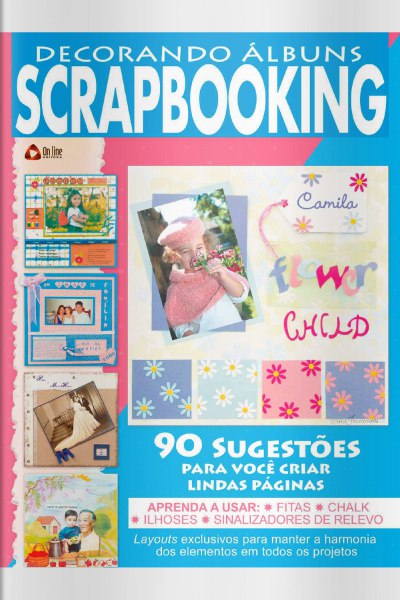 DECORANDO ÁLBUNS
SCRAPBOOKING
On line
Camila
flower
CHILD
FAMÍLIA
90 SUGESTÕES
PARA VOCÊ CRIAR
LINDAS PÁGINAS
APRENDA A USAR: ✷ FITAS ✷ CHALK
✷ ILHOSES ✷ SINALIZADORES DE RELEVO
Layouts exclusivos para manter a harmonia
dos elementos em todos os projetos